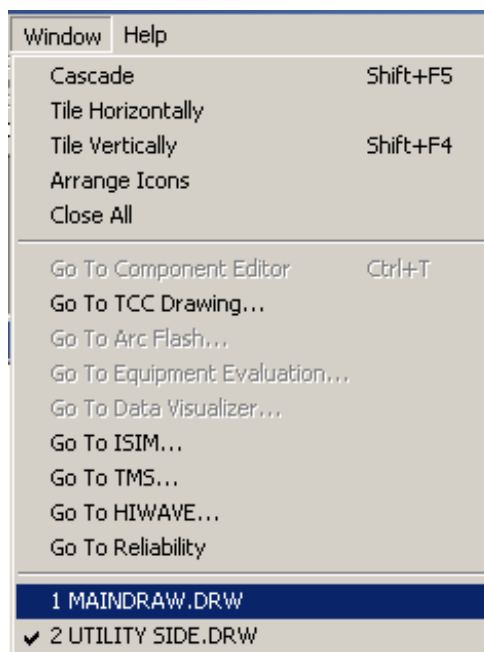 Window Help
Cascade Shift+F5
Tile Horizontally
Tile Vertically Shift+F4
Arrange Icons
Close All
Go To Component Editor Ctrl+T
Go To TCC Drawing...
Go To Arc Flash...
Go To Equipment Evaluation...
Go To Data Visualizer...
Go To ISIM...
Go To TMS...
Go To HIWAVE...
Go To Reliability
1 MAINDRAW.DRW
✓ 2 UTILITY SIDE.DRW